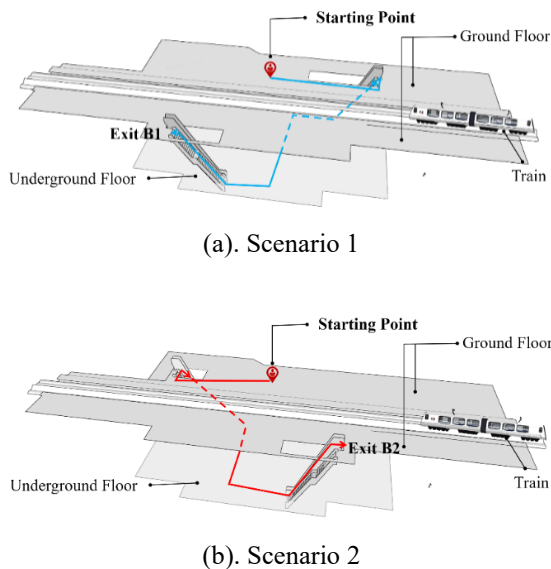 Starting Point
Ground Floor
Exit B1
Underground Floor
Train
(a). Scenario 1
Starting Point
Ground Floor
Exit B2
Underground Floor
Train
(b). Scenario 2